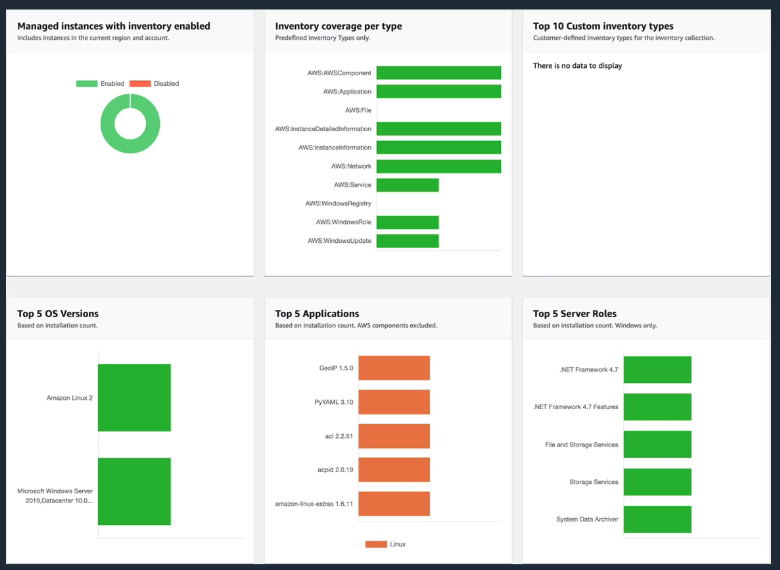 Managed instances with inventory enabled
Includes instances in the current region and account.
Enabled
Disabled
Inventory coverage per type
Predefined Inventory Types only.
AWS:AWSComponent
AWS:Application
AWS:File
AWS:InstanceDetailedInformation
AWS:InstanceInformation
AWS:Network
AWS:Service
AWS:WindowsRegistry
AWS:WindowsRole
AWS:WindowsUpdate
Top 10 Custom inventory types
Customer-defined inventory types for the inventory collection.
There is no data to display
Top 5 OS Versions
Based on installation count.
Amazon Linux 2
Microsoft Windows Server
2019,Datacenter 10.0...
Top 5 Applications
Based on installation count. AWS components excluded.
GeoIP 1.5.0
PyYAML 3.10
acl 2.2.51
acpid 2.0.19
amazon-linux-extras 1.6.11
Linux
Top 5 Server Roles
Based on installation count. Windows only.
.NET Framework 4.7
.NET Framework 4.7 Features
File and Storage Services
Storage Services
System Data Archiver